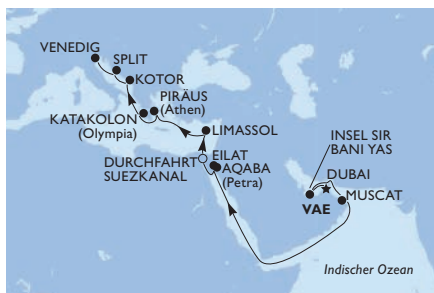 VENEDIG
SPLIT
KOTOR
PIRÄUS
(Athen)
KATAKOLON
(Olympia)
LIMASSOL
DURCHFAHRT
SUEZKANAL
EILAT
AQABA
(Petra)
INSEL SIR
BANI YAS
DUBAI
MUSCAT
VAE
Indischer Ozean